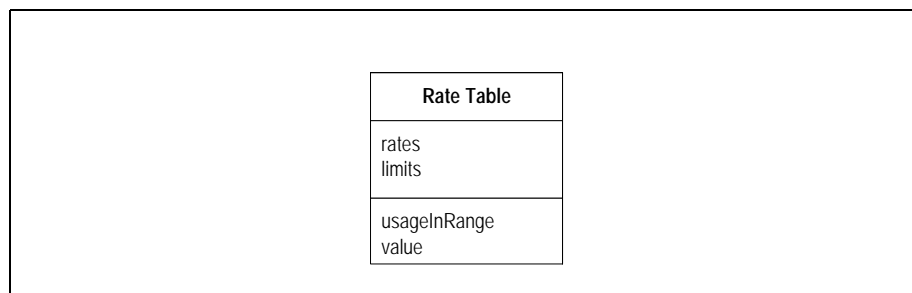 Rate Table
rates
limits
usageInRange
value